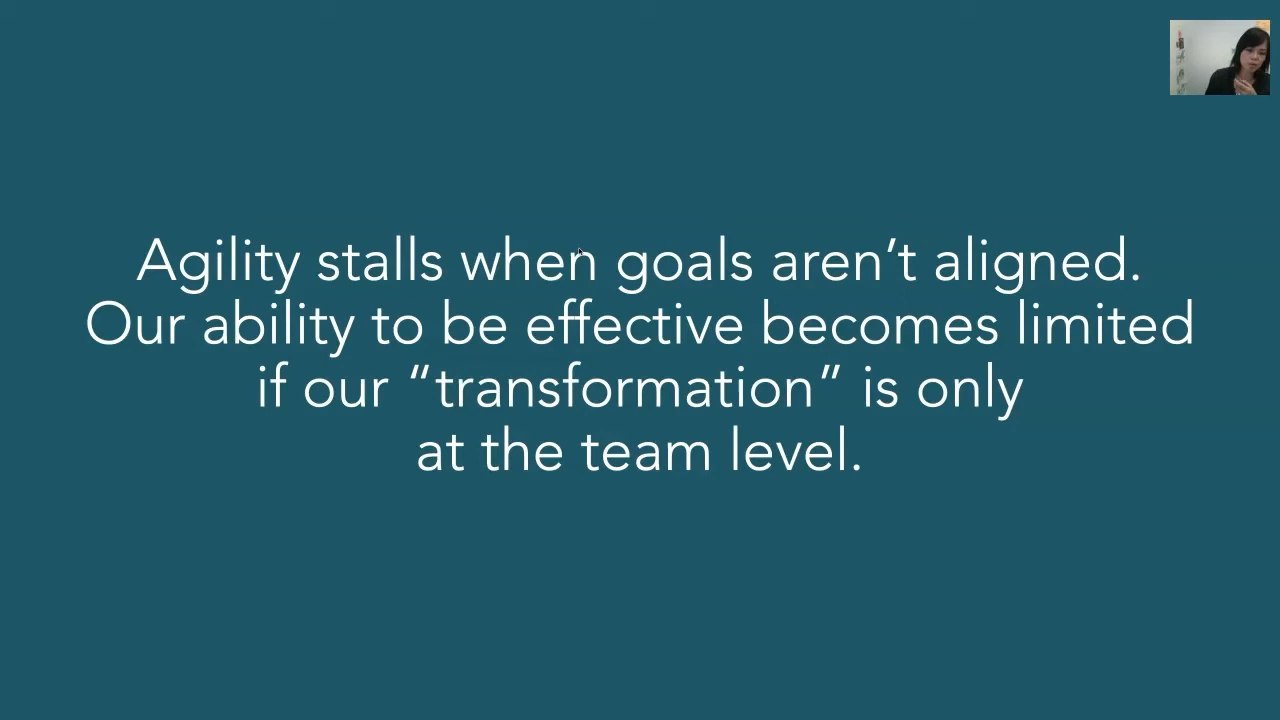 Agility stalls when goals aren’t aligned.
Our ability to be effective becomes limited
if our “transformation” is only
at the team level.